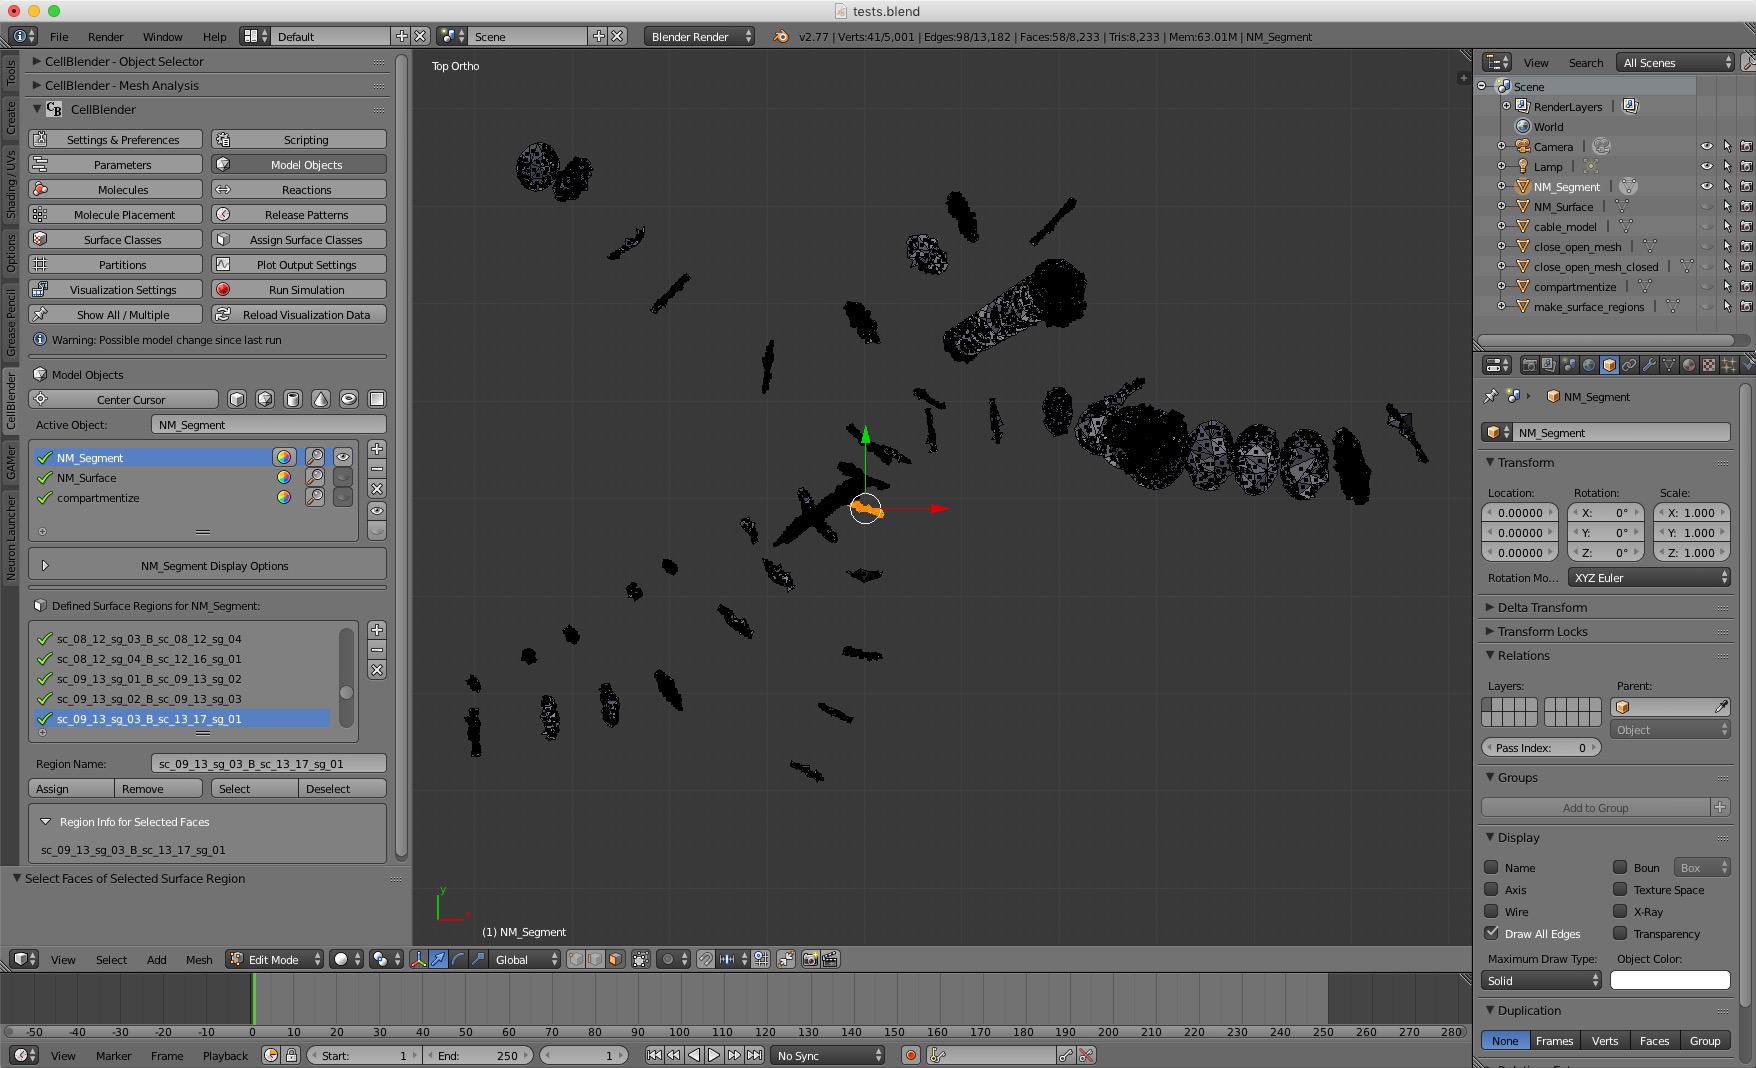 tests.blend
File Render Window Help Default Scene Blender Render v2.77 | Verts:41/5,001 | Edges:98/13,182 | Faces:58/8,233 | Tris:8,233 | Mem:63.01M | NM_Segment
Tools
Create
Shading / UVs
Options
Grease Pencil
CellBlender
GAMer
Neuron Launcher
CellBlender - Object Selector
CellBlender - Mesh Analysis
CellBlender
Settings & Preferences Scripting
Parameters Model Objects
Molecules Reactions
Molecule Placement Release Patterns
Surface Classes Assign Surface Classes
Partitions Plot Output Settings
Visualization Settings Run Simulation
Show All / Multiple Reload Visualization Data
Warning: Possible model change since last run
Model Objects
Center Cursor
Active Object: NM_Segment
NM_Segment
NM_Surface
compartmentize
NM_Segment Display Options
Defined Surface Regions for NM_Segment:
sc_08_12_sg_03_B_sc_08_12_sg_04
sc_08_12_sg_04_B_sc_12_16_sg_01
sc_09_13_sg_01_B_sc_09_13_sg_02
sc_09_13_sg_02_B_sc_09_13_sg_03
sc_09_13_sg_03_B_sc_13_17_sg_01
Region Name: sc_09_13_sg_03_B_sc_13_17_sg_01
Assign Remove Select Deselect
Region Info for Selected Faces
sc_09_13_sg_03_B_sc_13_17_sg_01
Select Faces of Selected Surface Region
Top Ortho
y
x
(1) NM_Segment
View Select Add Mesh Edit Mode Global
-50 -40 -30 -20 -10 0 10 20 30 40 50 60 70 80 90 100 110 120 130 140 150 160 170 180 190 200 210 220 230 240 250 260 270 280
View Marker Frame Playback Start: 1 End: 250 1 No Sync
View Search All Scenes
Scene
RenderLayers |
World
Camera |
Lamp |
NM_Segment |
NM_Surface |
cable_model |
close_open_mesh |
close_open_mesh_closed |
compartmentize |
make_surface_regions |
NM_Segment
NM_Segment
Transform
Location: Rotation: Scale:
0.00000 X: 0° X: 1.000
0.00000 Y: 0° Y: 1.000
0.00000 Z: 0° Z: 1.000
Rotation Mo... XYZ Euler
Delta Transform
Transform Locks
Relations
Layers: Parent:
Object
Pass Index: 0
Groups
Add to Group
Display
Name Boun Box
Axis Texture Space
Wire X-Ray
Draw All Edges Transparency
Maximum Draw Type: Object Color:
Solid
Duplication
None Frames Verts Faces Group